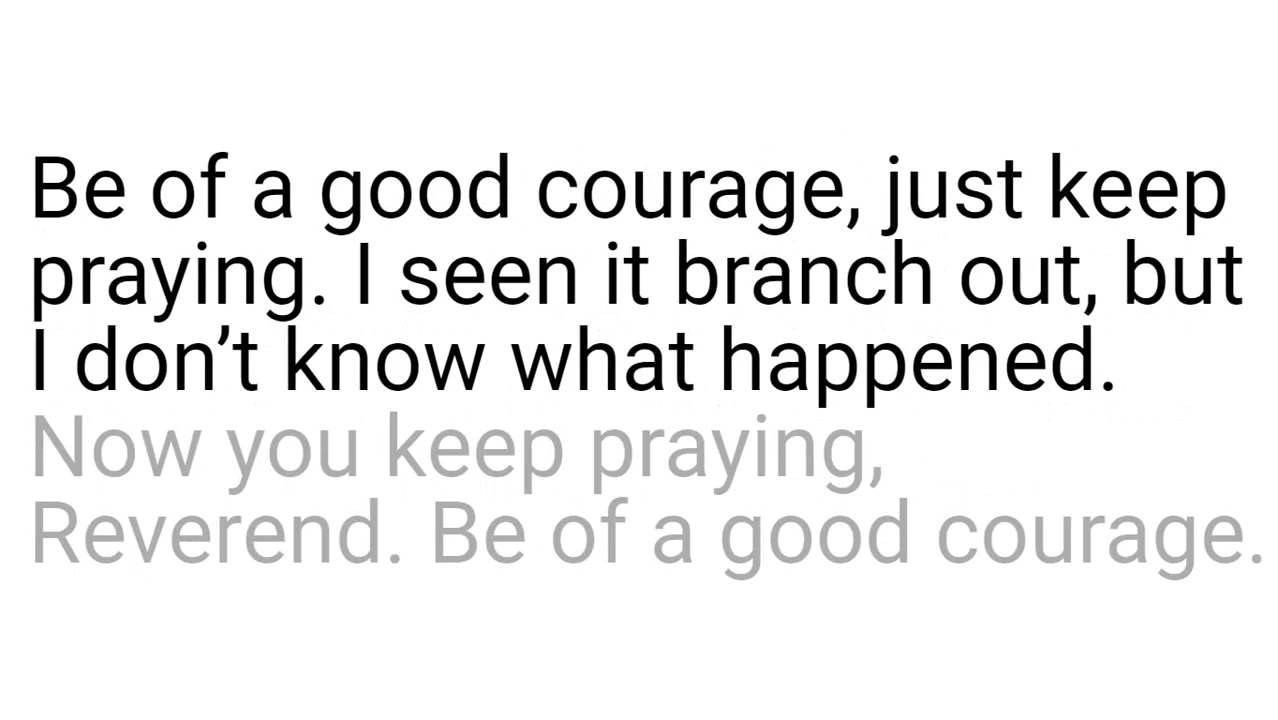 Be of a good courage, just keep
praying. I seen it branch out, but
I don’t know what happened.
Now you keep praying,
Reverend. Be of a good courage.